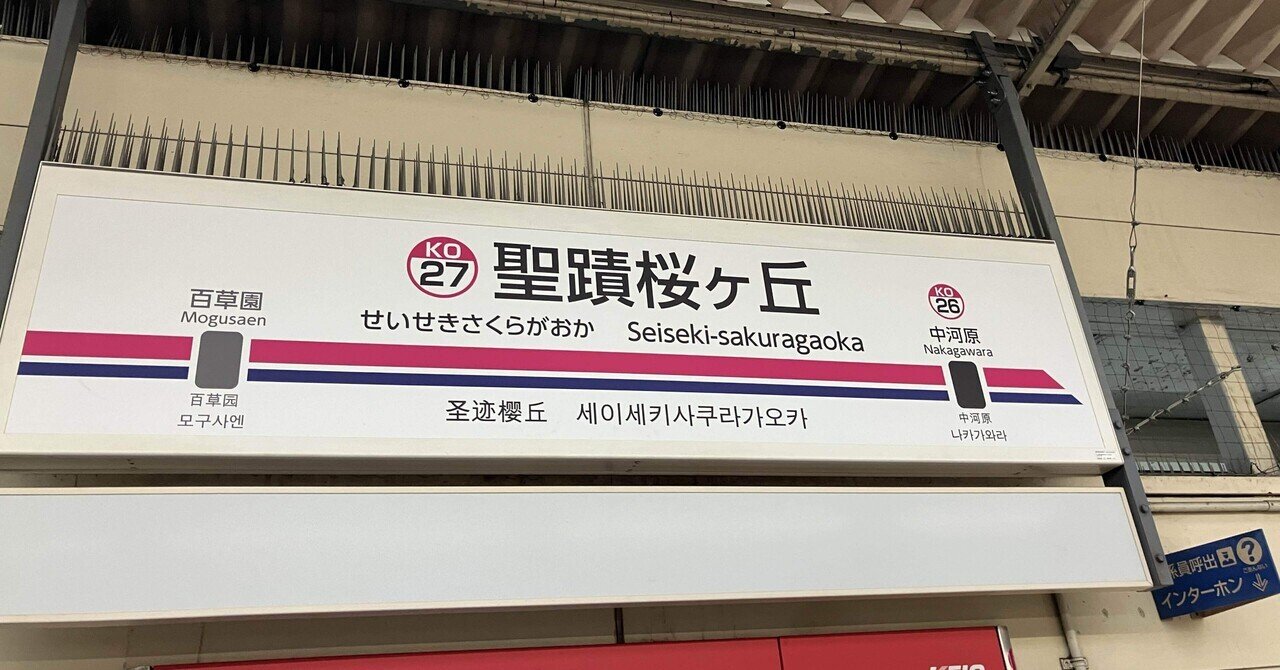 KO
27
聖蹟桜ヶ丘
せいせきさくらがおか Seiseki-sakuragaoka
百草園
Mogusaen
KO
26
中河原
Nakagawara
百草园
모구사엔
圣迹樱丘 세이세키사쿠라가오카
中河原
나카가와라
係員呼出
?
インターホン
KEIO